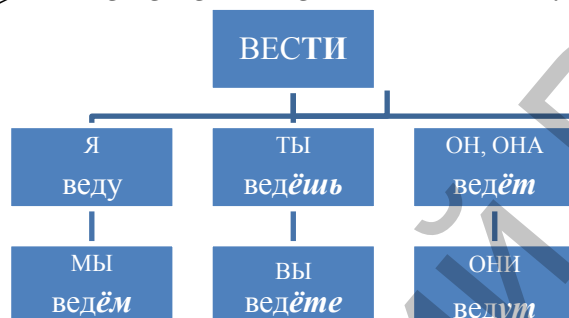 ВЕСТИ
Я
веду
ТЫ
ведёшь
ОН, ОНА
ведёт
МЫ
ведём
ВЫ
ведёте
ОНИ
ведут